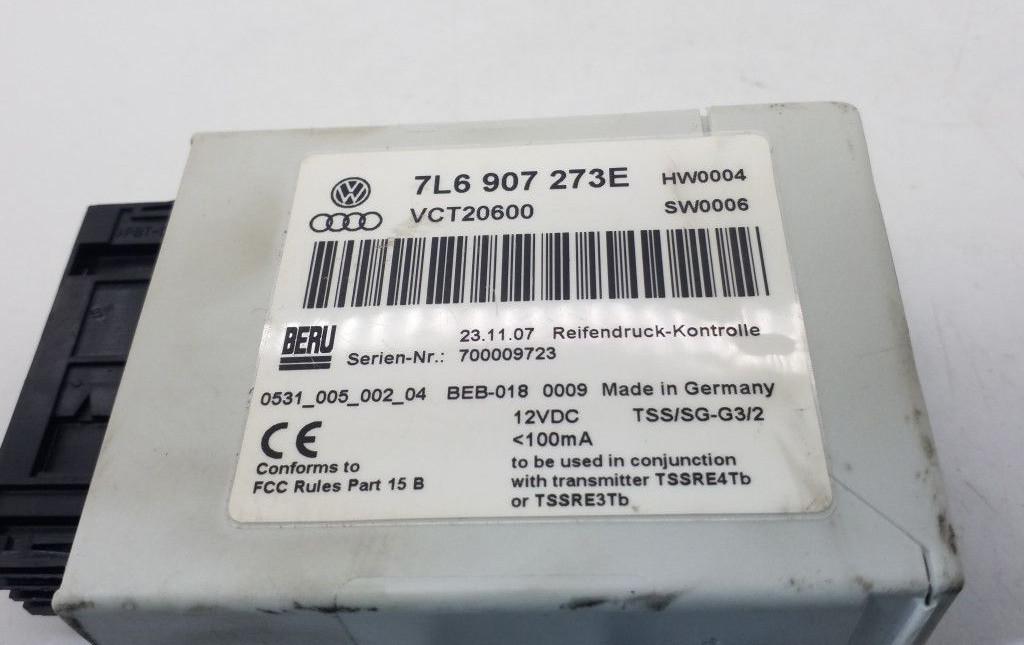 7L6 907 273E HW0004
VCT20600 SW0006
BERU
23.11.07 Reifendruck-Kontrolle
Serien-Nr.: 700009723
0531_005_002_04 BEB-018 0009 Made in Germany
12VDC TSS/SG-G3/2
<100mA
CE
Conforms to
FCC Rules Part 15 B
to be used in conjunction
with transmitter TSSRE4Tb
or TSSRE3Tb